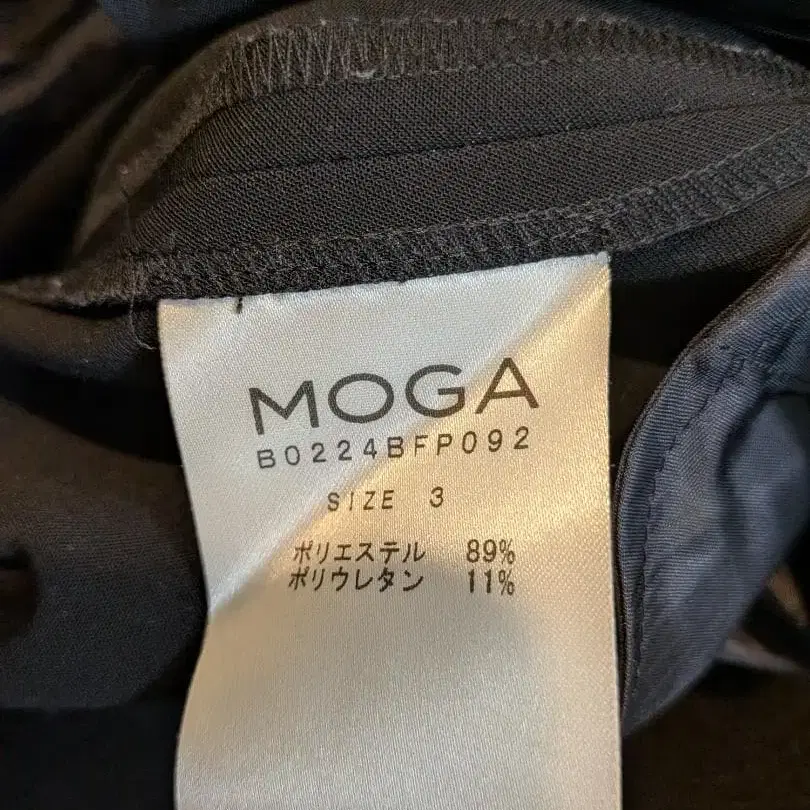 MOGA
B0224BFP092
SIZE 3
ポリエステル 89%
ポリウレタン 11%